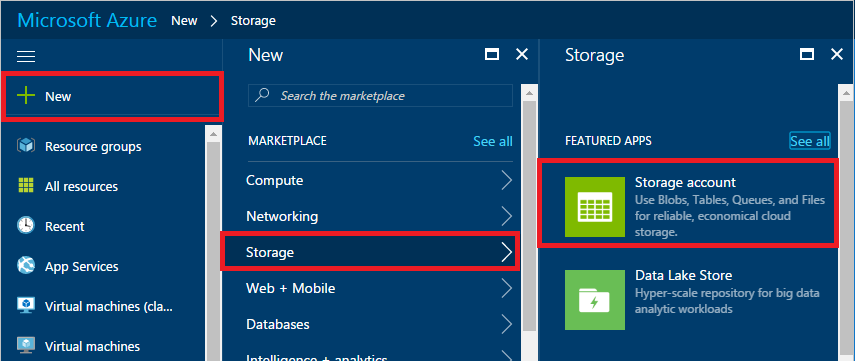 Microsoft Azure New > Storage
New
Resource groups
All resources
Recent
App Services
Virtual machines (cla...
Virtual machines
New
Search the marketplace
MARKETPLACE See all
Compute
Networking
Storage
Web + Mobile
Databases
Intelligence + analytics
Storage
FEATURED APPS See all
Storage account
Use Blobs, Tables, Queues, and Files
for reliable, economical cloud
storage.
Data Lake Store
Hyper-scale repository for big data
analytic workloads